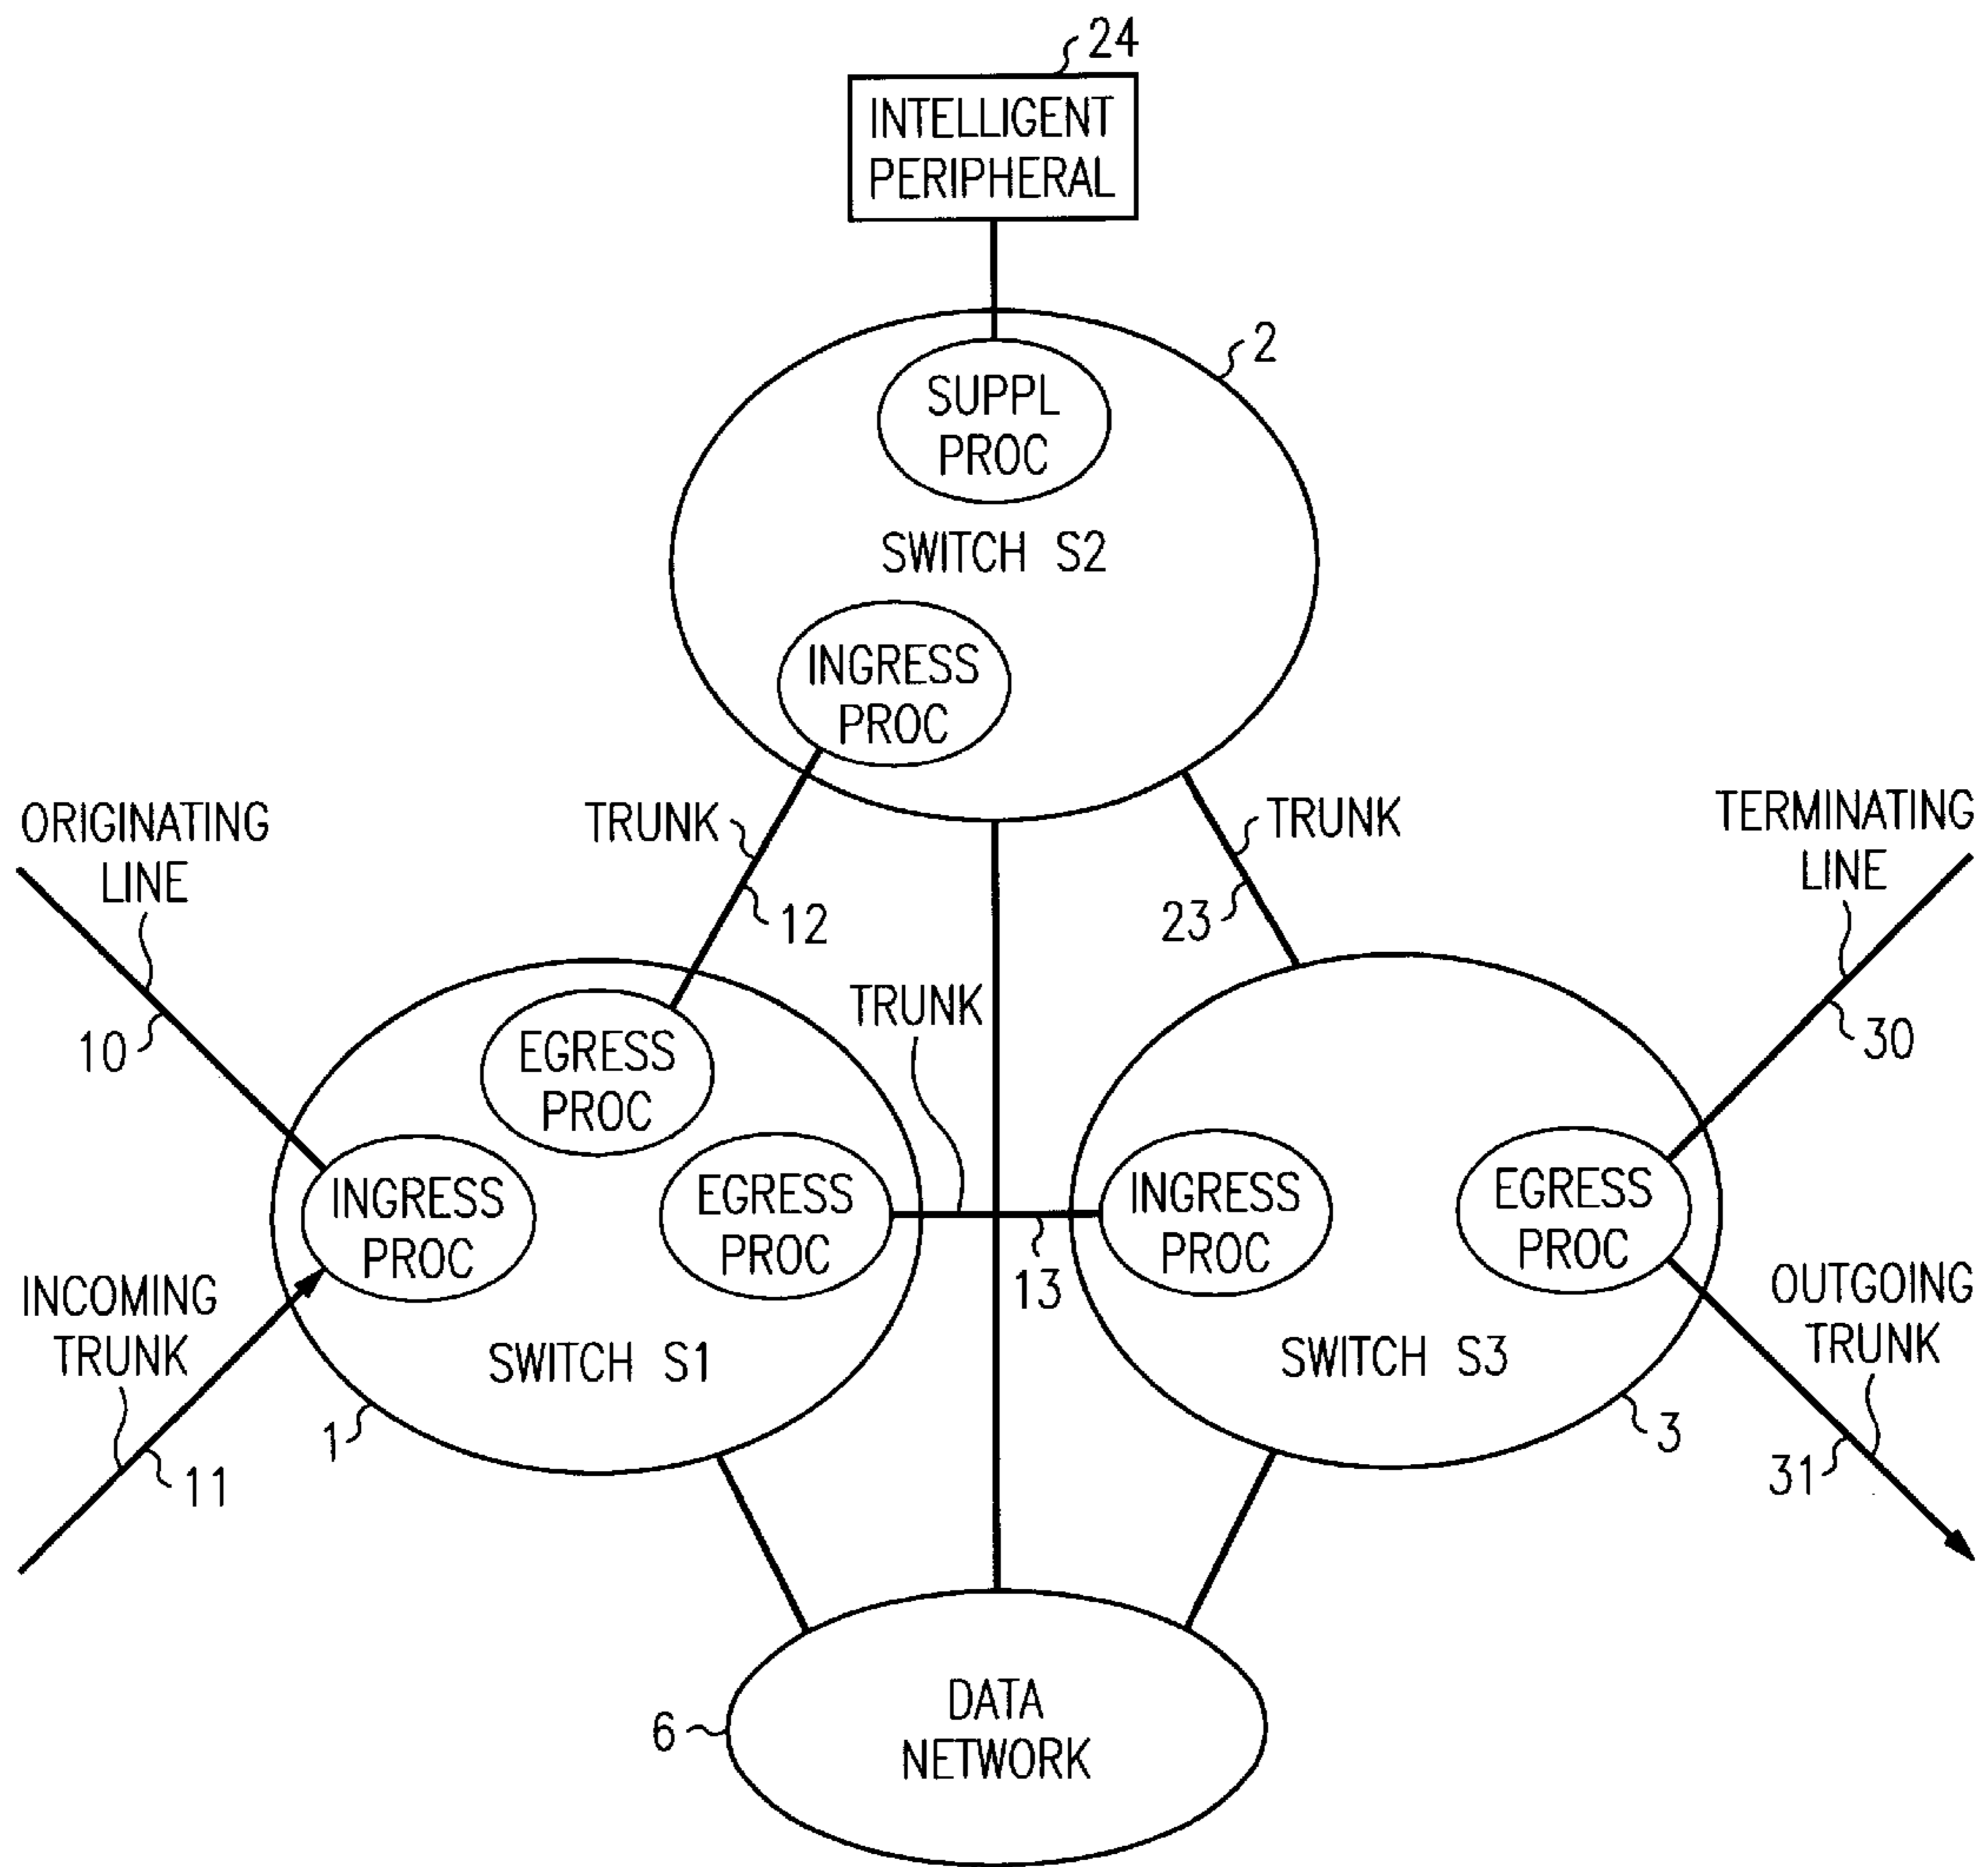 24
INTELLIGENT
PERIPHERAL
2
SUPPL
PROC
SWITCH S2
INGRESS
PROC
ORIGINATING
LINE
TRUNK
12
TRUNK
23
TERMINATING
LINE
10
EGRESS
PROC
TRUNK
30
INGRESS
PROC
EGRESS
PROC
INGRESS
PROC
EGRESS
PROC
INCOMING
TRUNK
13
OUTGOING
TRUNK
SWITCH S1
SWITCH S3
1
3
11
31
6
DATA
NETWORK